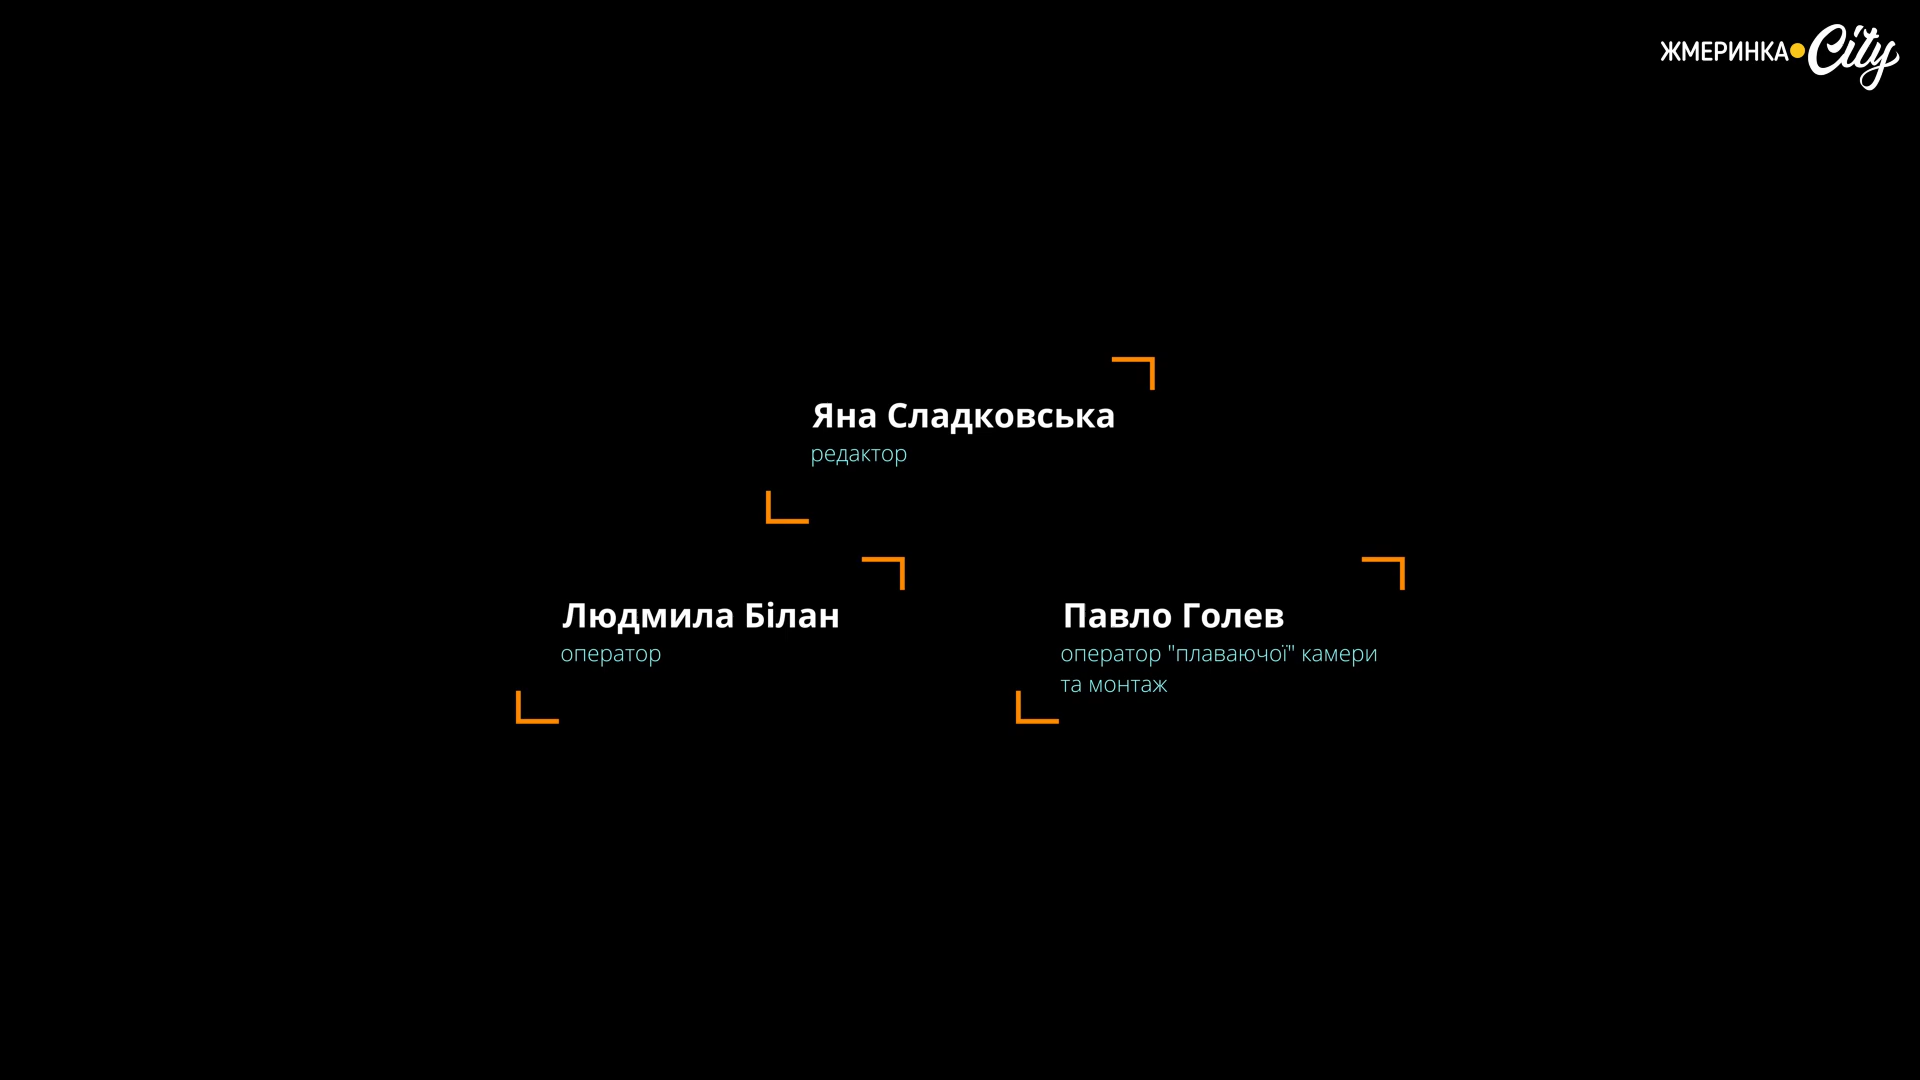 ЖМЕРИНКА City
Яна Сладковська
редактор
Людмила Білан
оператор
Павло Голев
оператор "плаваючої" камери
та монтаж